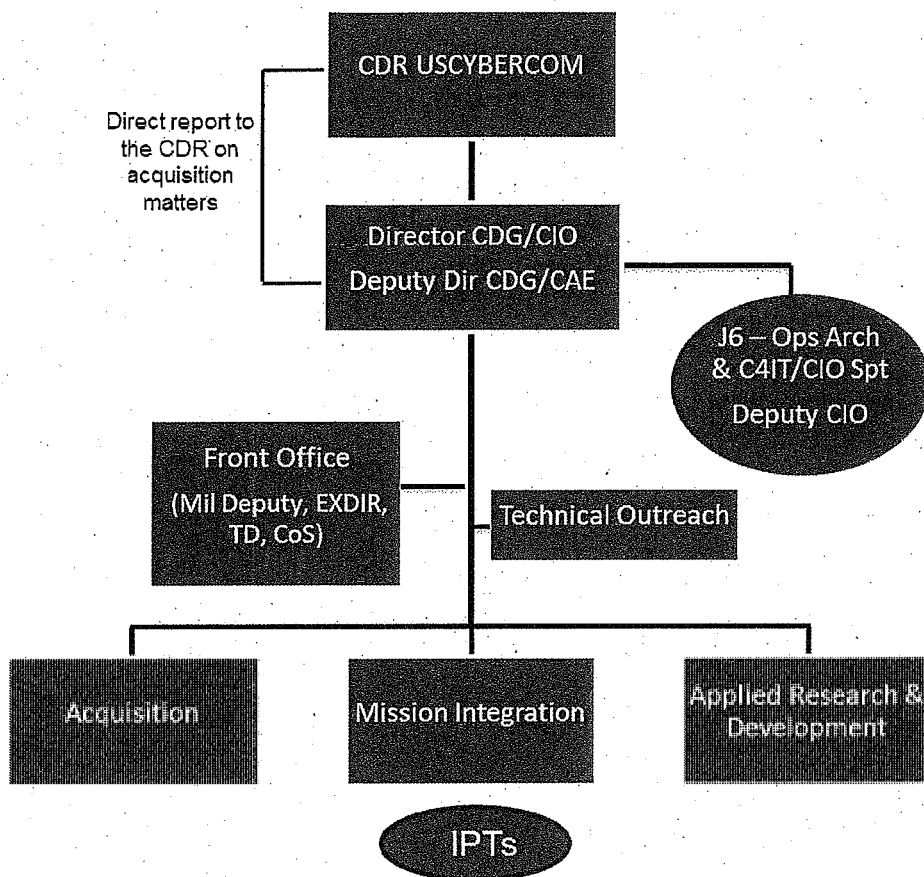 CDR USCYBERCOM
Direct report to
the CDR on
acquisition
matters
Director CDG/CIO
Deputy Dir CDG/CAE
J6 – Ops Arch
& C4IT/CIO Spt
Deputy CIO
Front Office
(Mil Deputy, EXDIR,
TD, CoS)
Technical Outreach
Acquisition
Mission Integration
Applied Research &
Development
IPTs